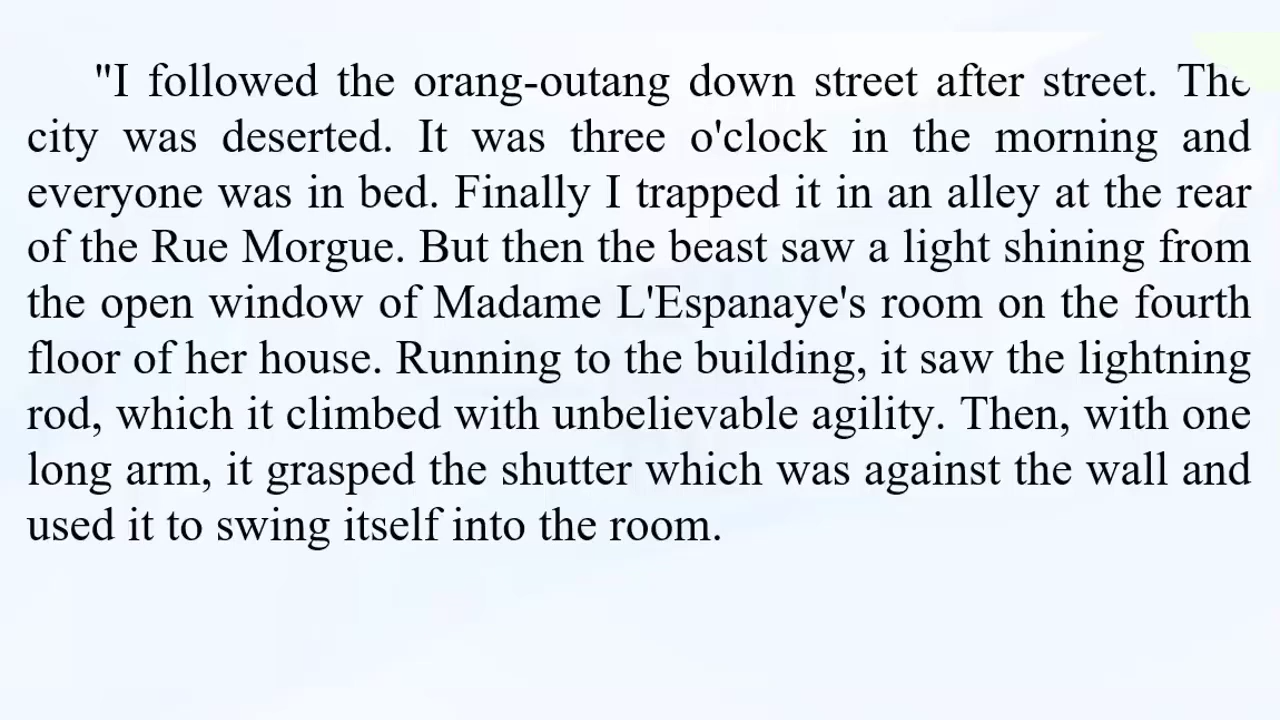 "I followed the orang-outang down street after street. The
city was deserted. It was three o'clock in the morning and
everyone was in bed. Finally I trapped it in an alley at the rear
of the Rue Morgue. But then the beast saw a light shining from
the open window of Madame L'Espanaye's room on the fourth
floor of her house. Running to the building, it saw the lightning
rod, which it climbed with unbelievable agility. Then, with one
long arm, it grasped the shutter which was against the wall and
used it to swing itself into the room.